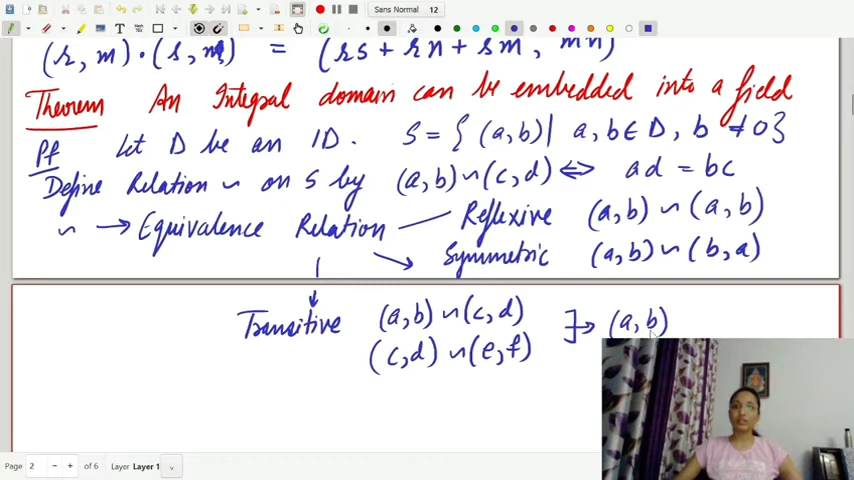 Sans Normal 12
(r, m) · (s, n) = (rs + rn + sm, mn)
Theorem An Integral domain can be embedded into a field
Pf Let D be an ID. S = { (a,b) | a, b ∈ D, b ≠ 0 }
Define Relation ~ on S by (a,b) ~ (c,d) ⇔ ad = bc
~ → Equivalence Relation — Reflexive (a,b) ~ (a,b)
Symmetric (a,b) ~ (b,a)
Transitive (a,b) ~ (c,d) ]→ (a,b)
(c,d) ~ (e,f)
Page 2 of 6 Layer Layer 1